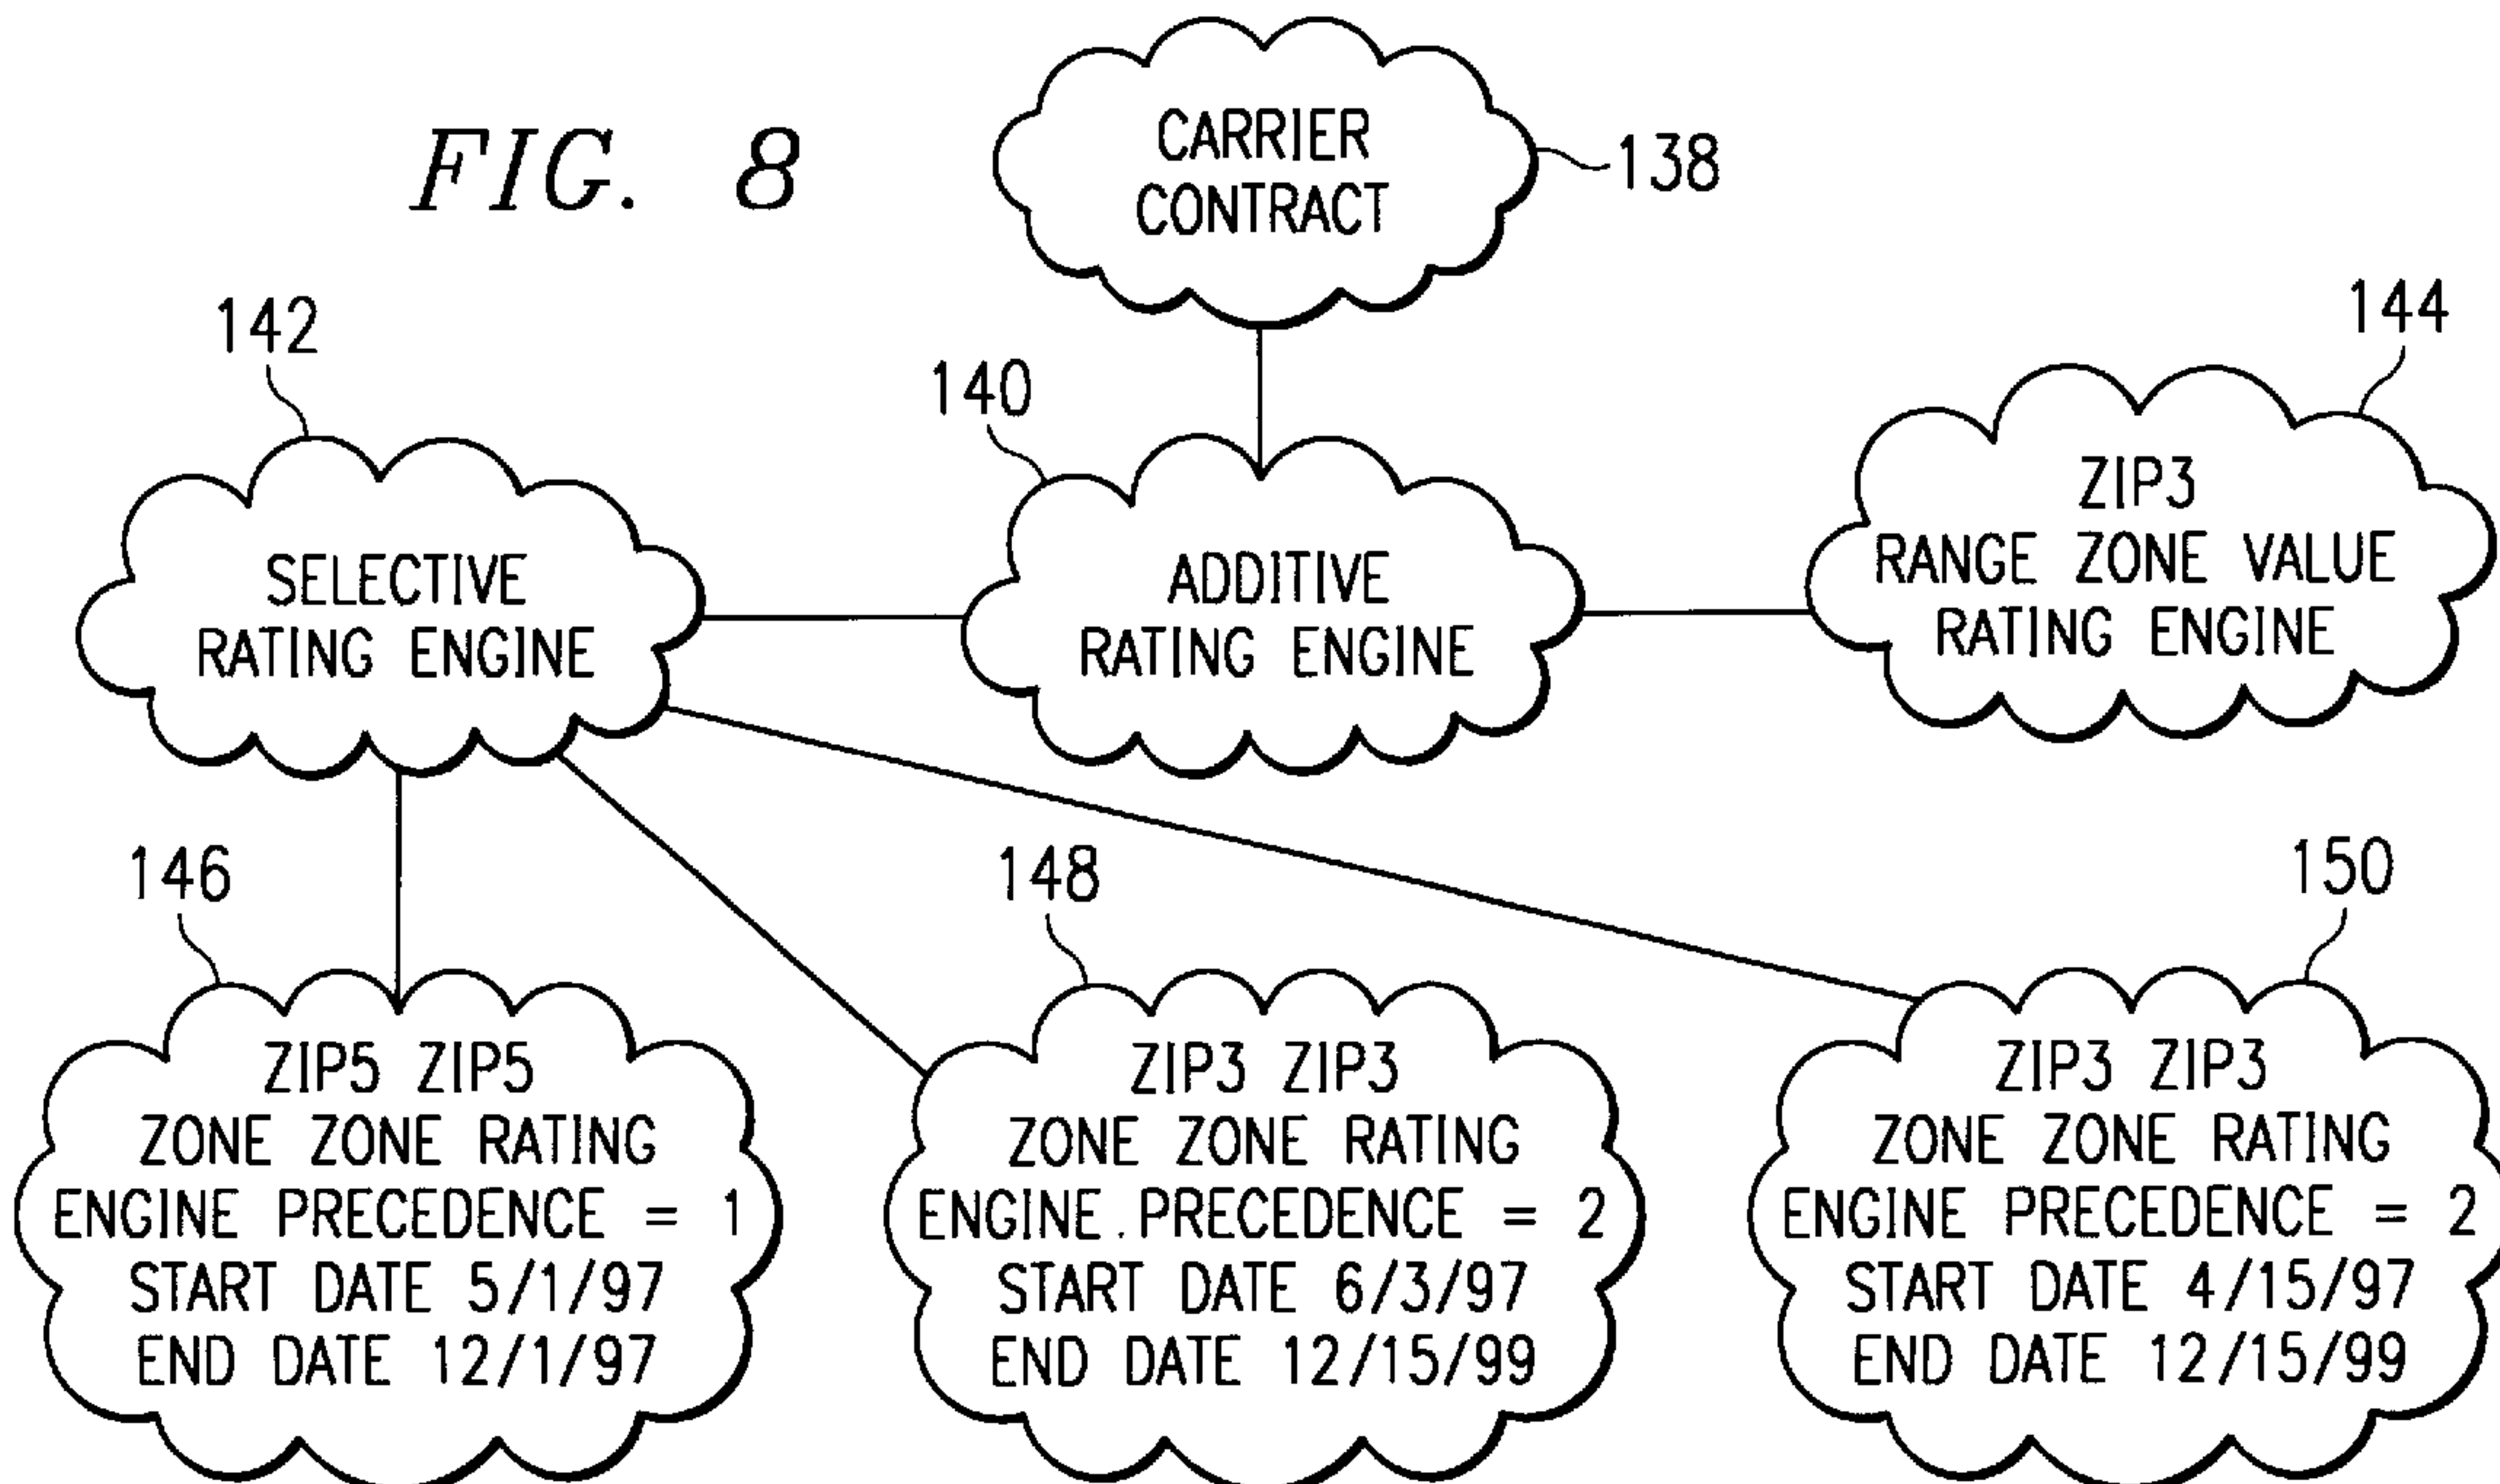 FIG. 8
CARRIER
CONTRACT
138
142
140
144
SELECTIVE
RATING ENGINE
ADDITIVE
RATING ENGINE
ZIP3
RANGE ZONE VALUE
RATING ENGINE
146
148
150
ZIP5 ZIP5
ZONE ZONE RATING
ENGINE PRECEDENCE = 1
START DATE 5/1/97
END DATE 12/1/97
ZIP3 ZIP3
ZONE ZONE RATING
ENGINE.PRECEDENCE = 2
START DATE 6/3/97
END DATE 12/15/99
ZIP3 ZIP3
ZONE ZONE RATING
ENGINE PRECEDENCE = 2
START DATE 4/15/97
END DATE 12/15/99